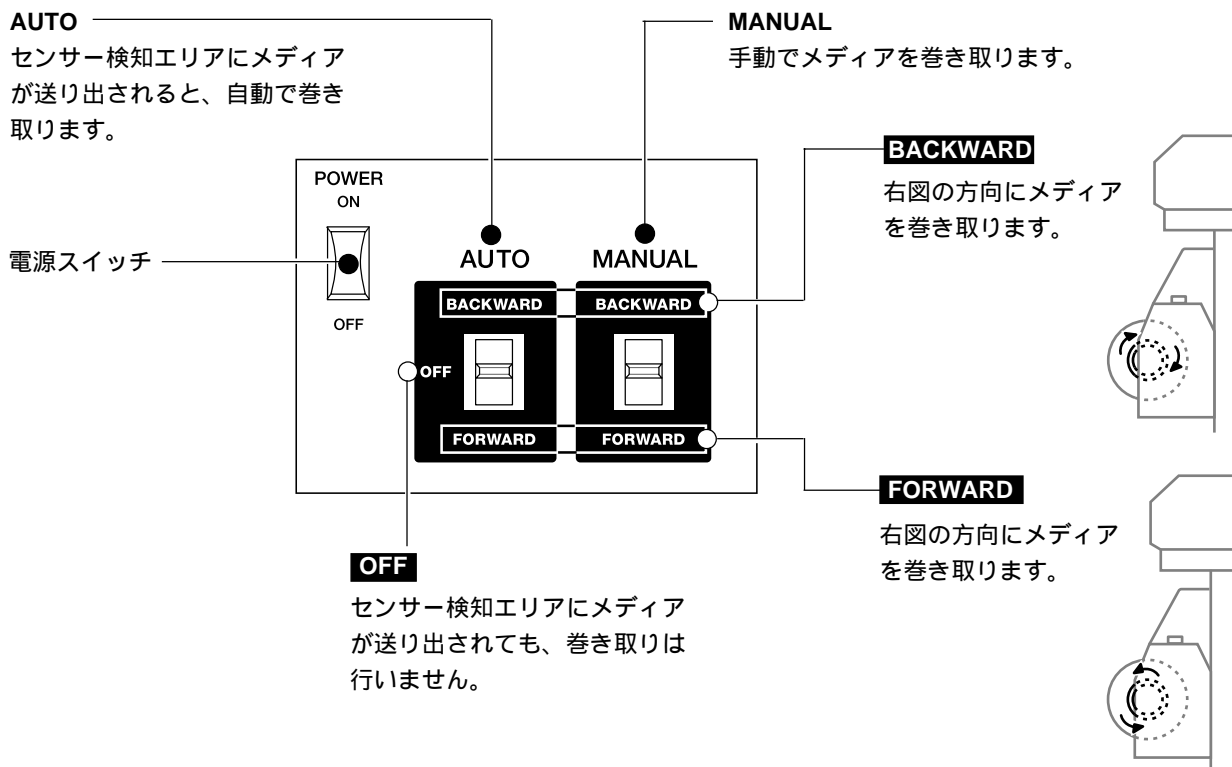 AUTO
センサー検知エリアにメディア
が送り出されると、自動で巻き
取ります。
MANUAL
手動でメディアを巻き取ります。
BACKWARD
右図の方向にメディア
を巻き取ります。
POWER
ON
OFF
電源スイッチ
AUTO
MANUAL
BACKWARD
BACKWARD
OFF
FORWARD
FORWARD
FORWARD
右図の方向にメディア
を巻き取ります。
OFF
センサー検知エリアにメディア
が送り出されても、巻き取りは
行いません。